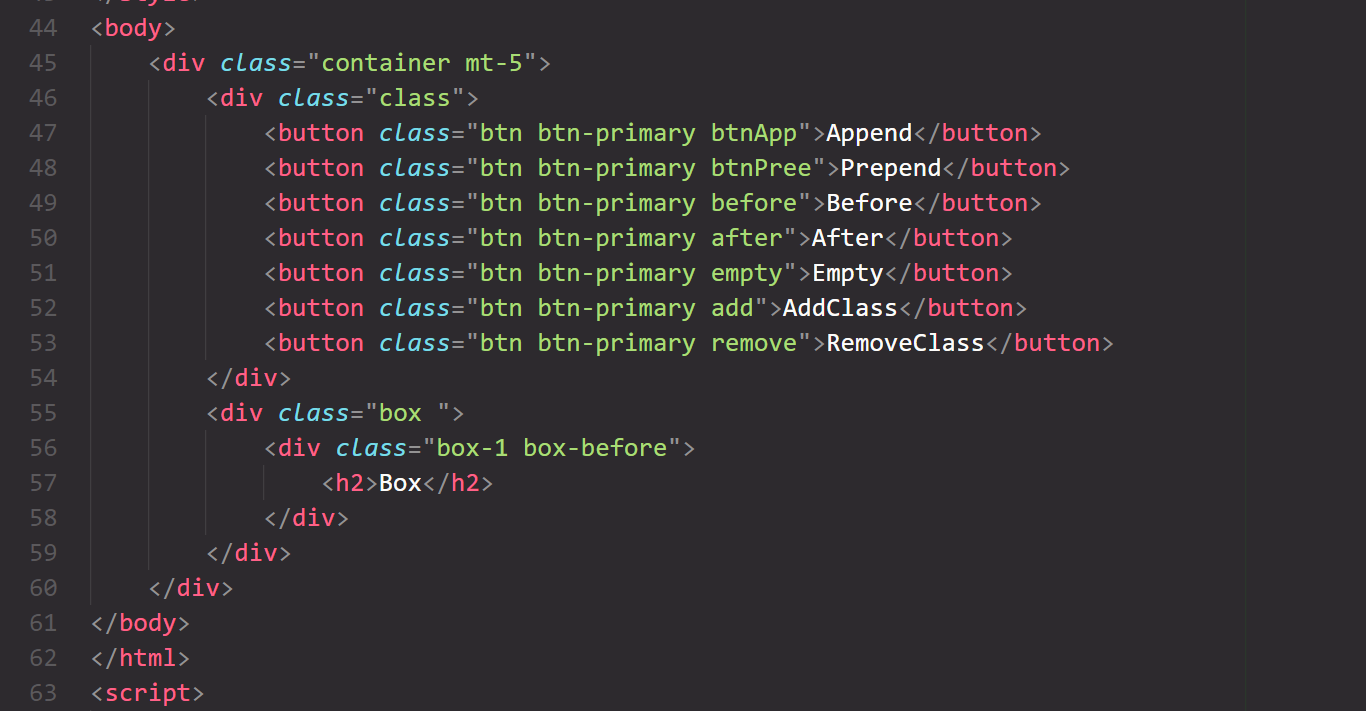 44 <body>
45     <div class="container mt-5">
46         <div class="class">
47             <button class="btn btn-primary btnApp">Append</button>
48             <button class="btn btn-primary btnPree">Prepend</button>
49             <button class="btn btn-primary before">Before</button>
50             <button class="btn btn-primary after">After</button>
51             <button class="btn btn-primary empty">Empty</button>
52             <button class="btn btn-primary add">AddClass</button>
53             <button class="btn btn-primary remove">RemoveClass</button>
54         </div>
55         <div class="box ">
56             <div class="box-1 box-before">
57                 <h2>Box</h2>
58             </div>
59         </div>
60     </div>
61 </body>
62 </html>
63 <script>